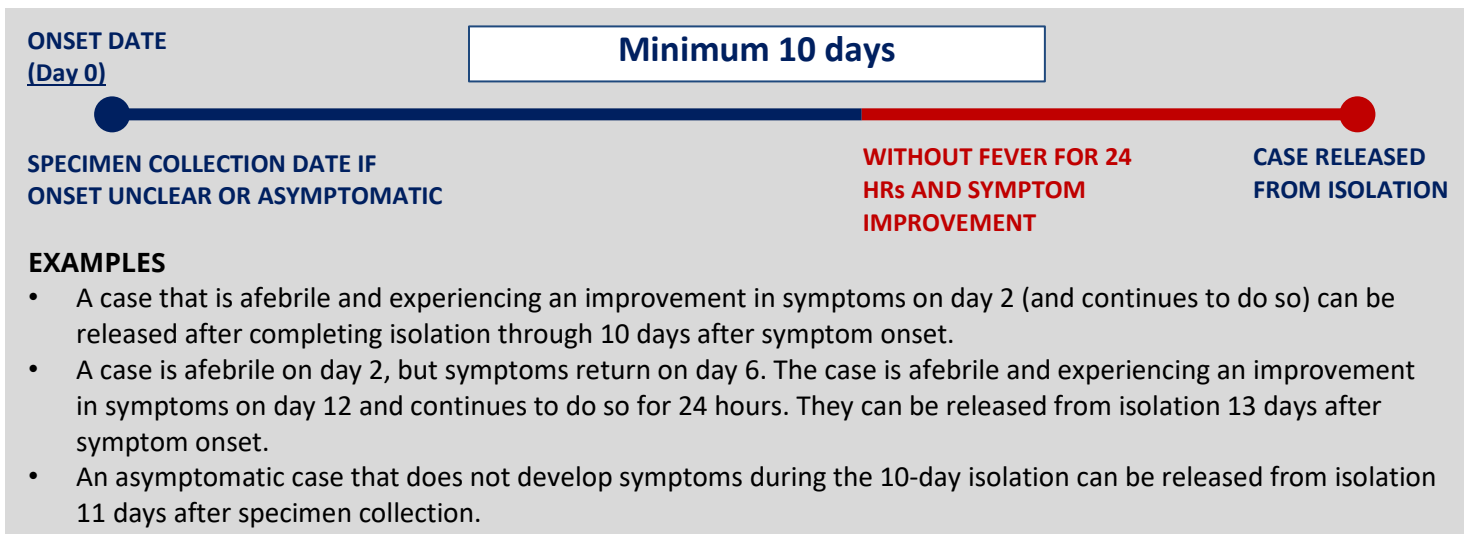 ONSET DATE
(Day 0)
Minimum 10 days
SPECIMEN COLLECTION DATE IF
ONSET UNCLEAR OR ASYMPTOMATIC
WITHOUT FEVER FOR 24
HRs AND SYMPTOM
IMPROVEMENT
CASE RELEASED
FROM ISOLATION
EXAMPLES
• A case that is afebrile and experiencing an improvement in symptoms on day 2 (and continues to do so) can be
released after completing isolation through 10 days after symptom onset.
• A case is afebrile on day 2, but symptoms return on day 6. The case is afebrile and experiencing an improvement
in symptoms on day 12 and continues to do so for 24 hours. They can be released from isolation 13 days after
symptom onset.
• An asymptomatic case that does not develop symptoms during the 10-day isolation can be released from isolation
11 days after specimen collection.